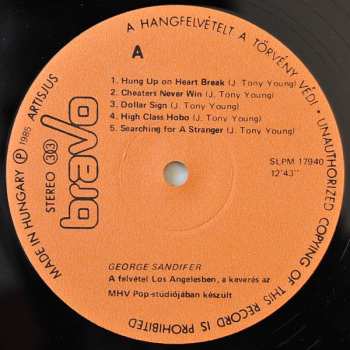 A HANGFELVÉTELT A TÖRVÉNY VÉDI • UNAUTHORIZED COPYING OF THIS RECORD IS PROHIBITED
MADE IN HUNGARY Ⓟ 1985 ARTISJUS
A
STEREO 33
bravo
1. Hung Up on Heart Break (J. Tony Young)
2. Cheaters Never Win (J. Tony Young)
3. Dollar Sign (J. Tony Young)
4. High Class Hobo (J. Tony Young)
5. Searching for A Stranger (J. Tony Young)
SLPM 17940
12'43"
GEORGE SANDIFER
A felvétel Los Angelesben, a keverés az
MHV Pop-stúdiójában készült